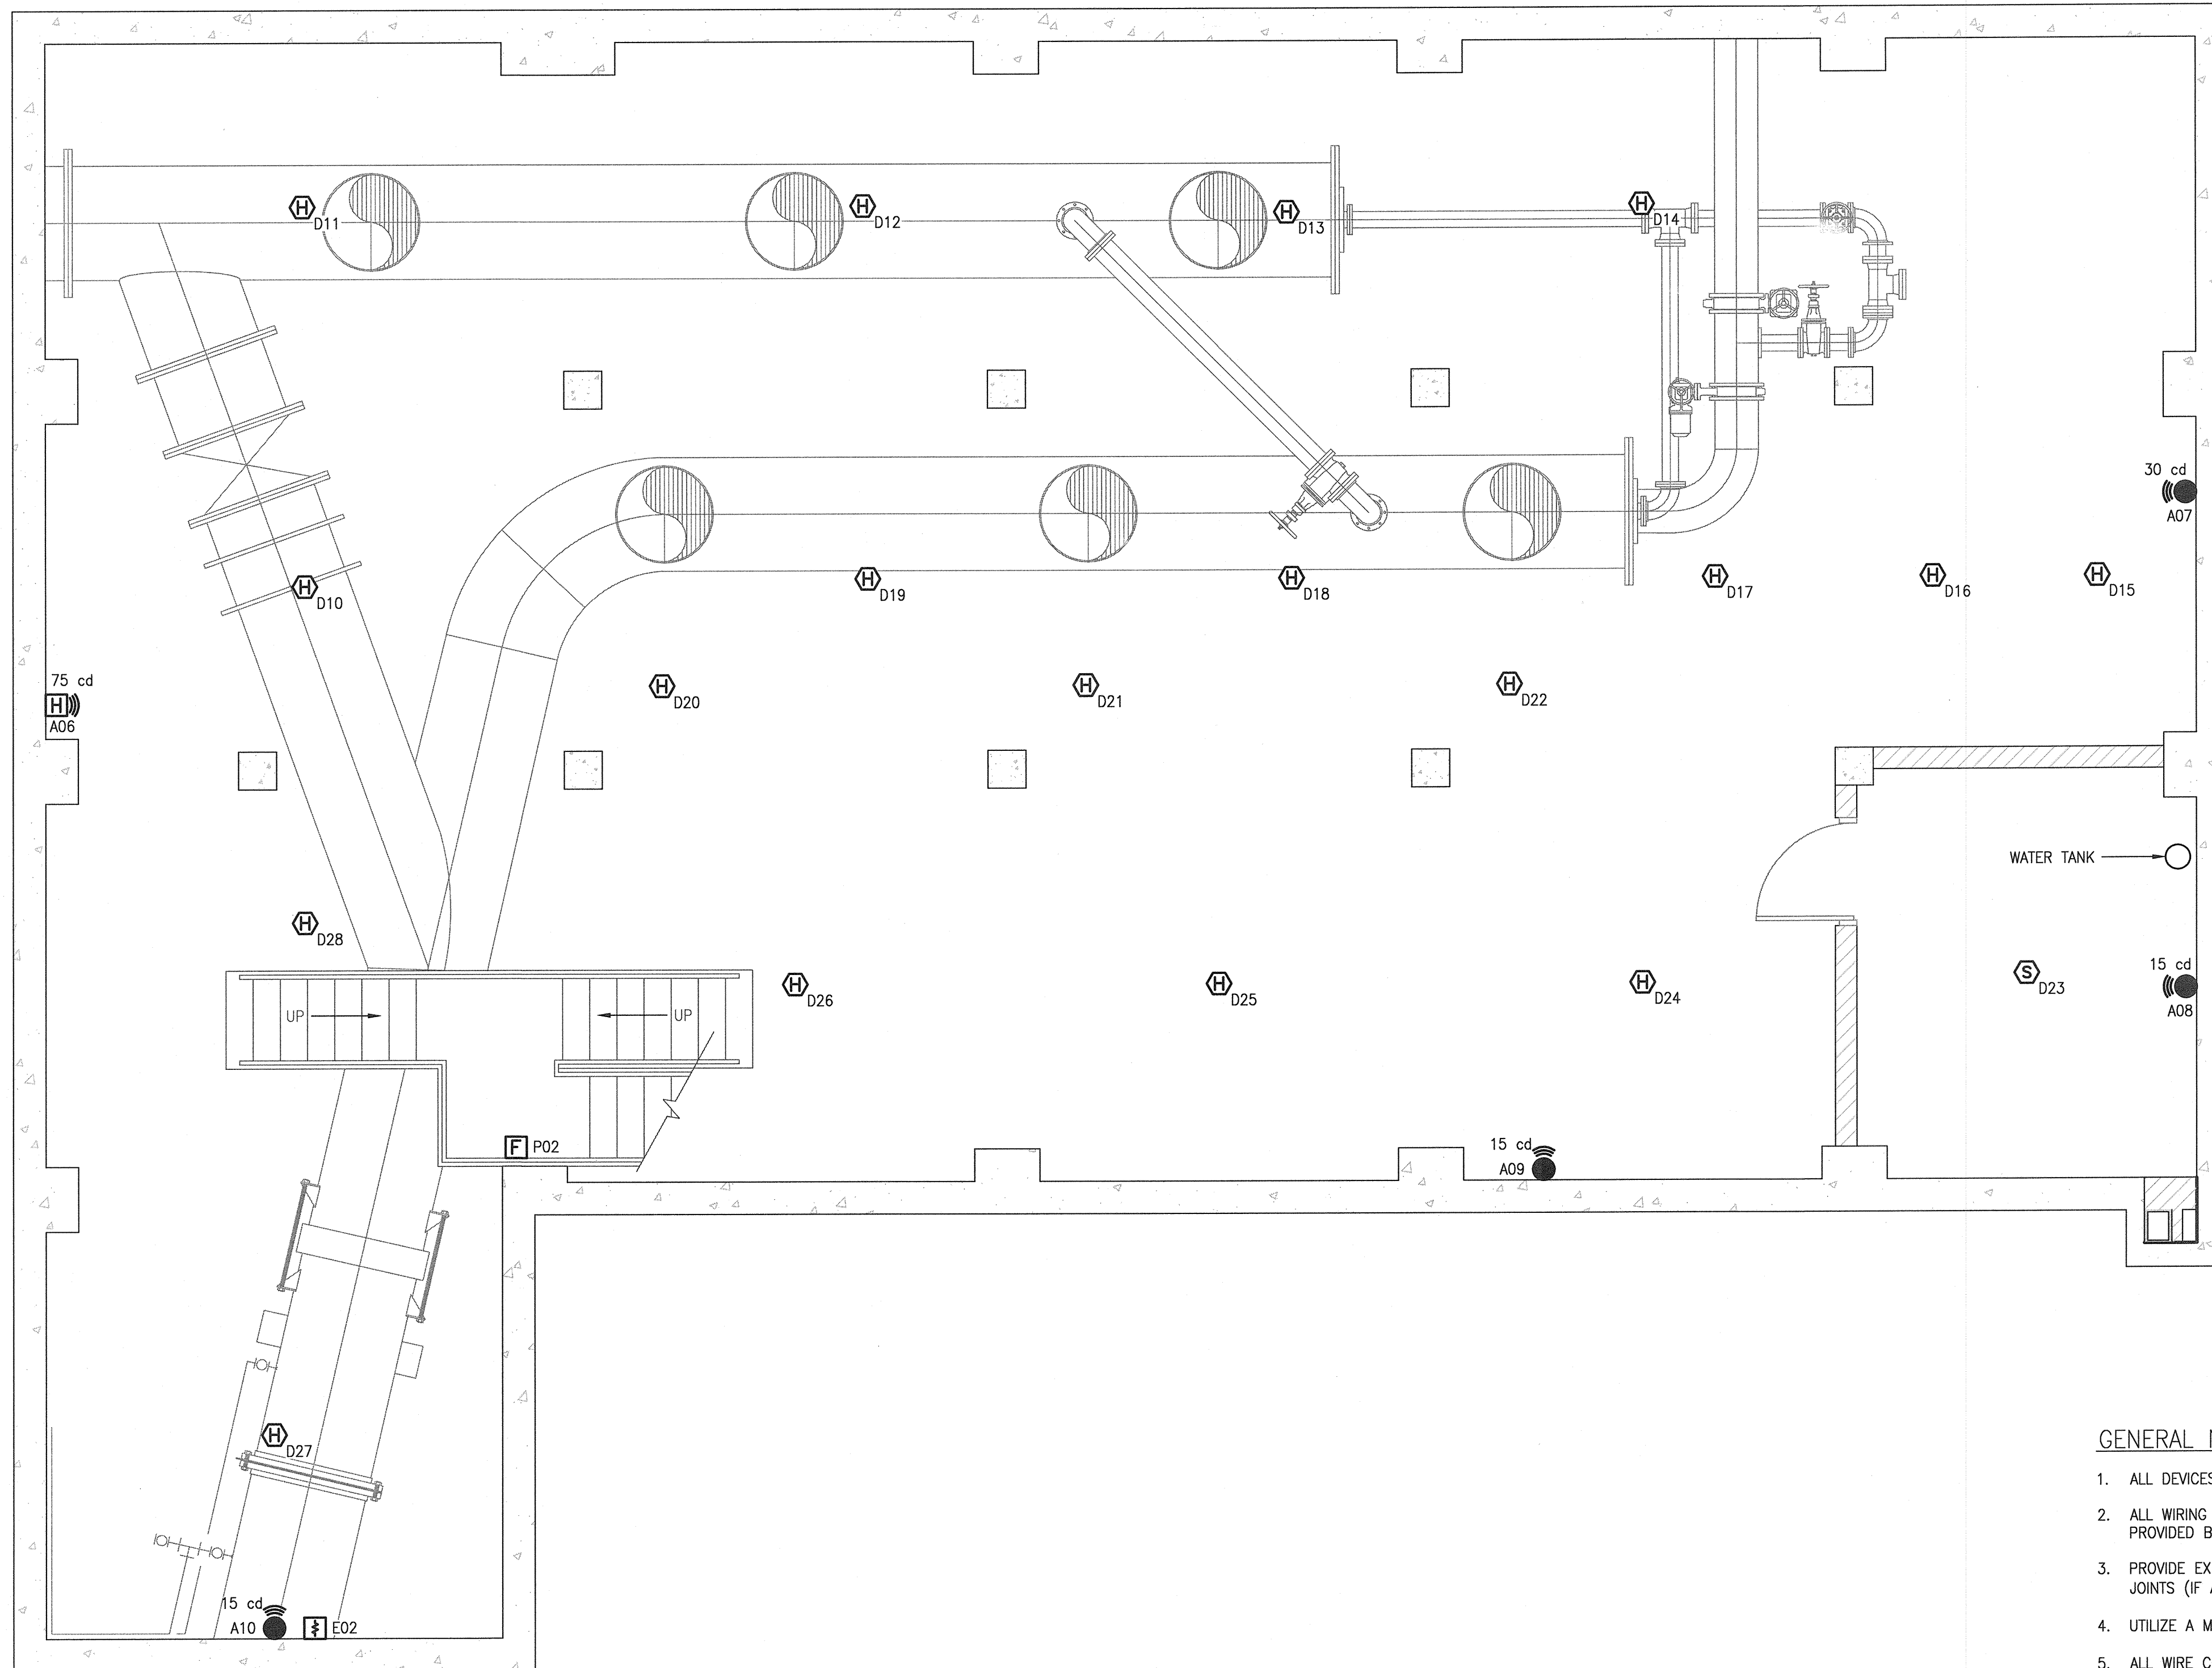 H
D11
H
D12
H
D13
H
D14
30 cd
A07
H
D10
H
D19
H
D18
H
D17
H
D16
H
D15
75 cd
H
A06
H
D20
H
D21
H
D22
WATER TANK
H
D28
H
D26
H
D25
H
D24
S
D23
15 cd
A08
UP
UP
F
P02
15 cd
A09
H
D27
15 cd
A10
E02
GENERAL
1. ALL DEVICES
2. ALL WIRING
PROVIDED
3. PROVIDE
JOINTS (IF
4. UTILIZE A
5. ALL WIRE